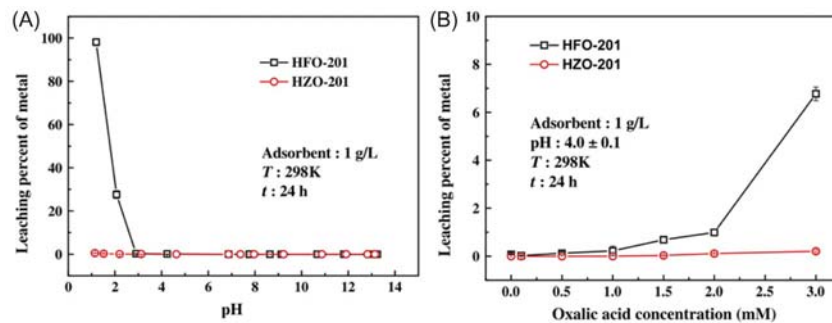 (A)
100
80
60
40
20
0
Leaching percent of metal
HFO-201
HZO-201
Adsorbent : 1 g/L
T : 298K
t : 24 h
0 2 4 6 8 10 12 14
pH
(B)
10
8
6
4
2
0
Leaching percent of metal
HFO-201
HZO-201
Adsorbent : 1 g/L
pH : 4.0 ± 0.1
T : 298K
t : 24 h
0.0 0.5 1.0 1.5 2.0 2.5 3.0
Oxalic acid concentration (mM)